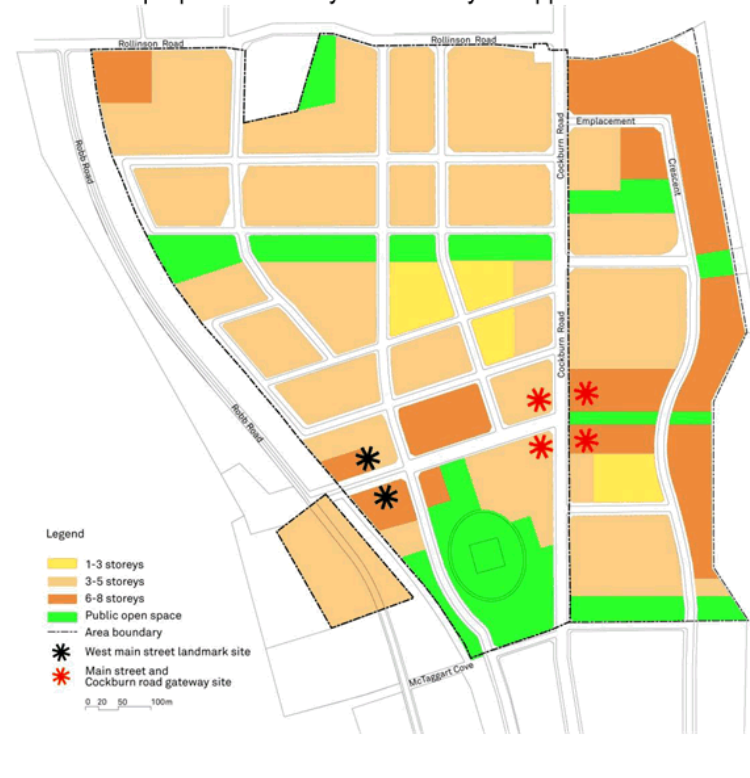 Rollinson Road
Rollinson Road
Emplacement
Crescent
Cockburn Road
Robb Road
Cockburn Road
Robb Road
Legend
1-3 storeys
3-5 storeys
6-8 storeys
Public open space
Area boundary
West main street landmark site
Main street and
Cockburn road gateway site
0 20 50 100m
McTaggart Cove